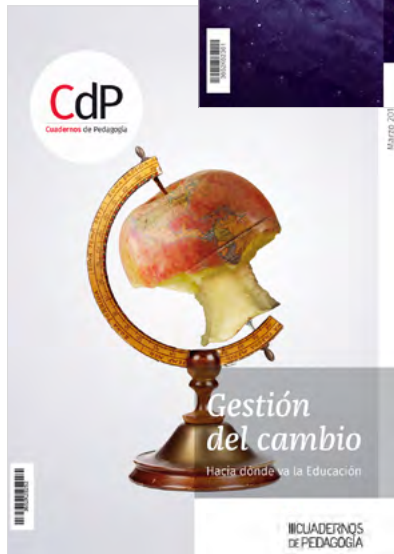 CdP
Cuadernos de Pedagogía
Gestión
del cambio
Hacia dónde va la Educación
CUADERNOS
DE PEDAGOGÍA